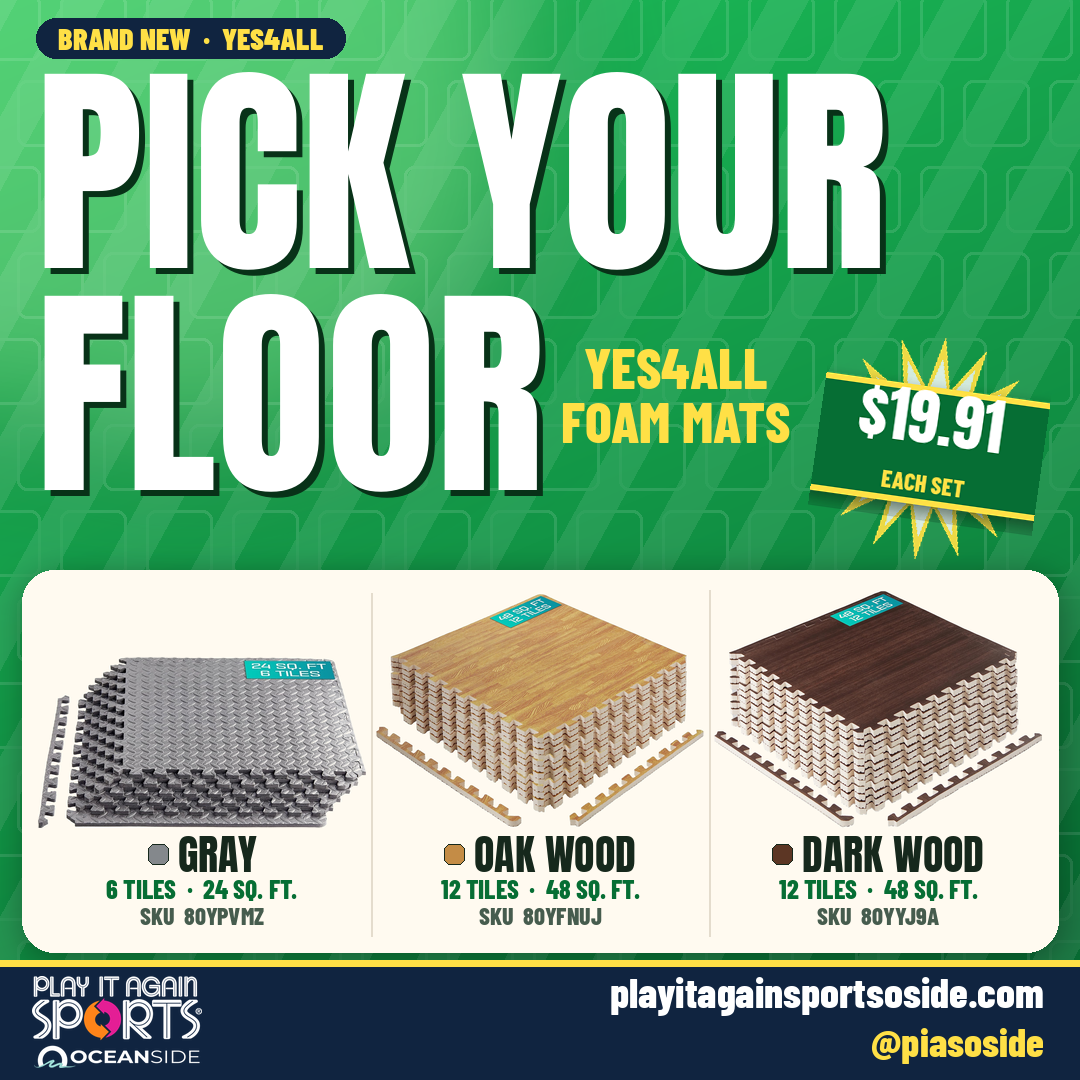 BRAND NEW · YES4ALL
PICK YOUR
FLOOR
YES4ALL
FOAM MATS
$19.91
EACH SET
24 SQ. FT
6 TILES
48 SQ. FT
12 TILES
48 SQ. FT
12 TILES
GRAY
6 TILES · 24 SQ. FT.
SKU 80YPVMZ
OAK WOOD
12 TILES · 48 SQ. FT.
SKU 80YFNUJ
DARK WOOD
12 TILES · 48 SQ. FT.
SKU 80YYJ9A
PLAY IT AGAIN
SPORTS®
OCEANSIDE
playitagainsportsoside.com
@piasoside